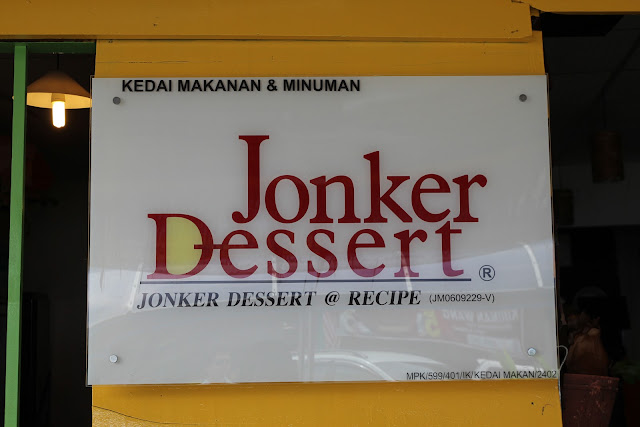 KEDAI MAKANAN & MINUMAN
Jonker
Dessert®
JONKER DESSERT @ RECIPE (JM0609229-V)
MPK/599/401/IK/KEDAI MAKAN/2402